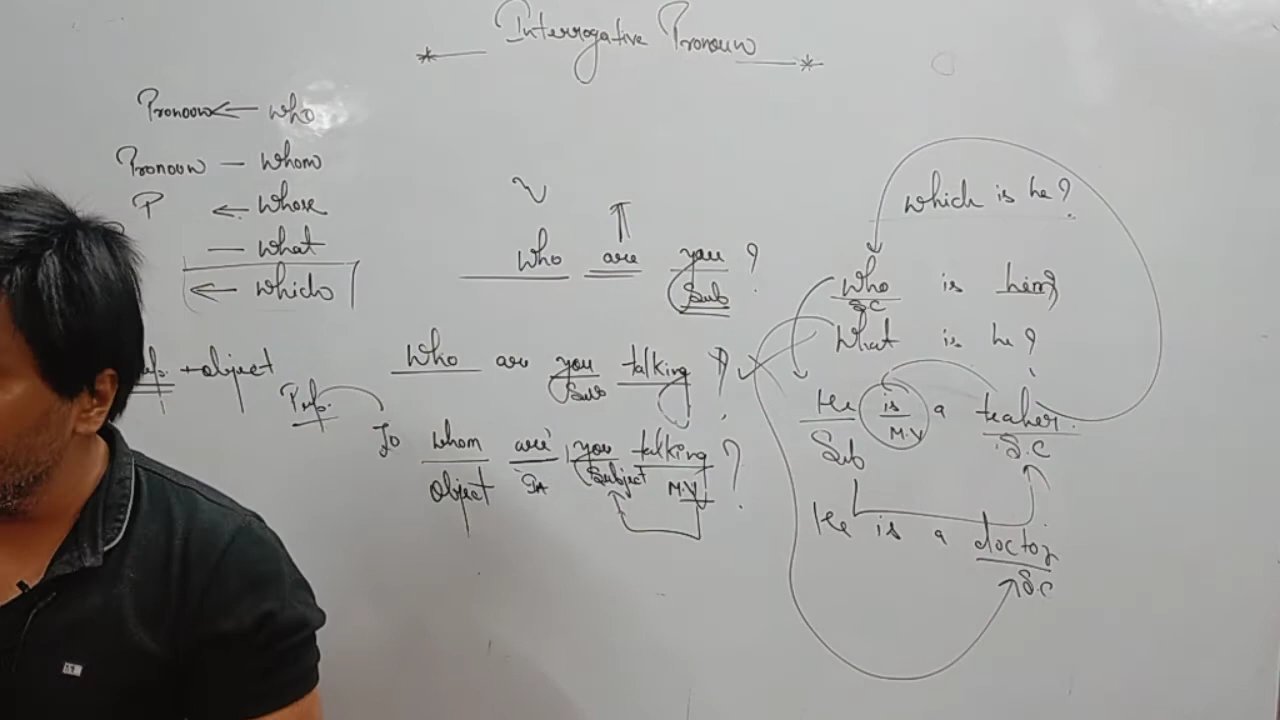 Interrogative Pronoun
Pronoun ← who
Pronoun — whom
P ← whose
— what
← which
+object
who are you?
Sub
who are you talking?
Sub
Prep.
To whom are you talking?
object Subject M.V
which is he?
who is him
S.C
what is he?
He is a teaher.
Sub M.V S.C
He is a doctor
S.C